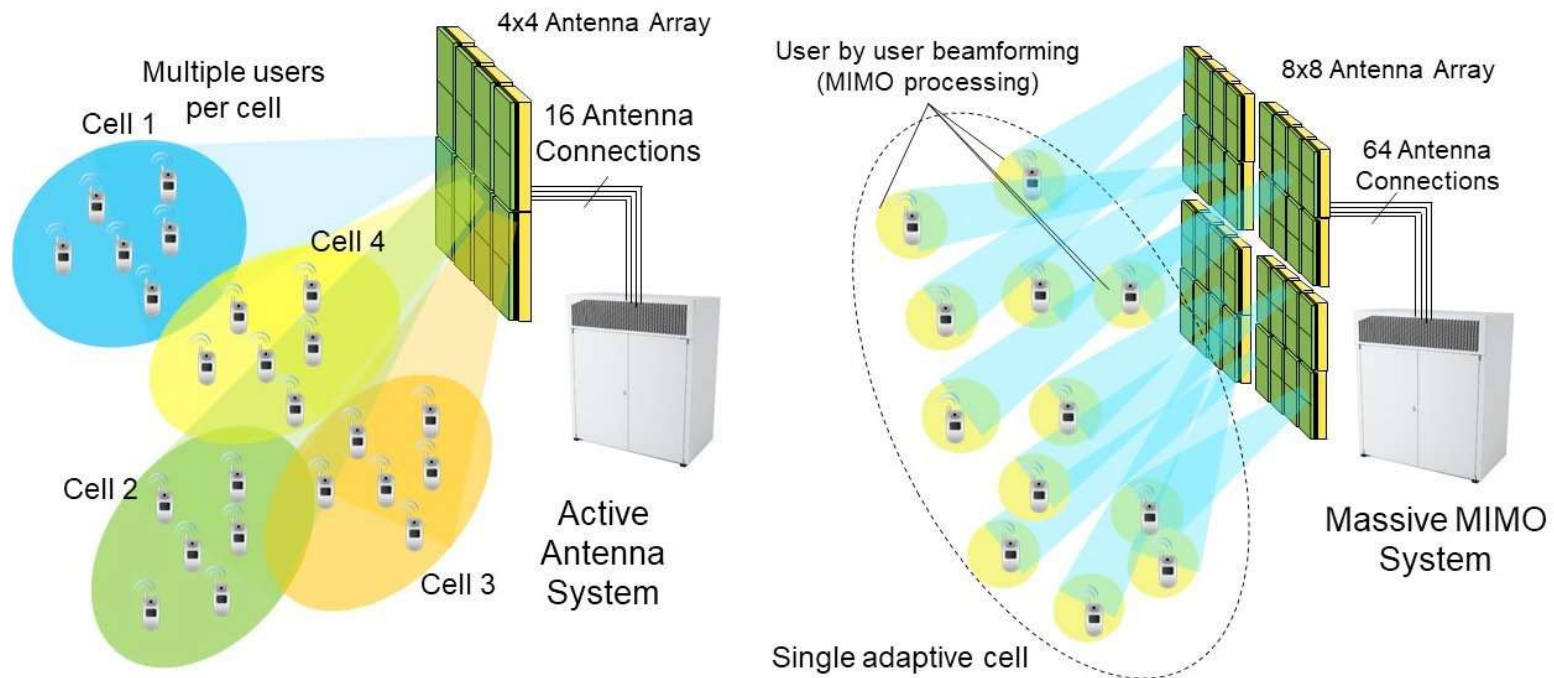 4x4 Antenna Array
Multiple users
per cell
Cell 1
16 Antenna
Connections
Cell 4
Cell 2
Cell 3
Active
Antenna
System
User by user beamforming
(MIMO processing)
8x8 Antenna Array
64 Antenna
Connections
Massive MIMO
System
Single adaptive cell